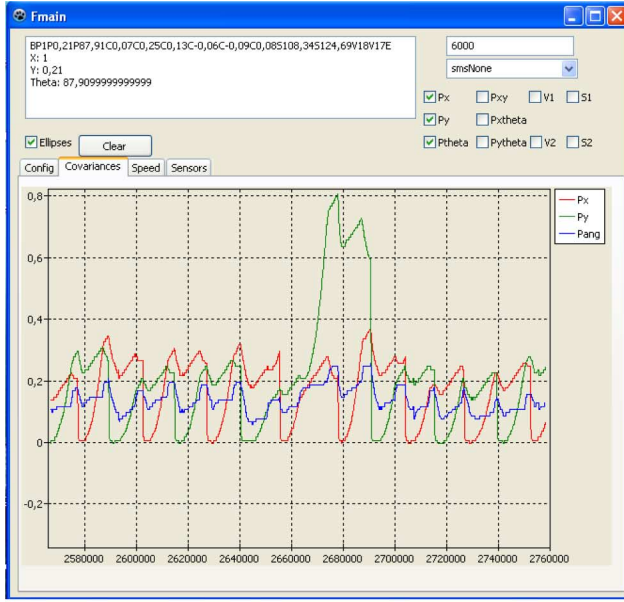 Fmain
BP1P0,21P87,91C0,07C0,25C0,13C-0,06C-0,09C0,08S108,34S124,69V18V17E
X: 1
Y: 0,21
Theta: 87,9099999999999
6000
smsNone
Px Pxy V1 S1
Py Pxtheta
Ptheta Pytheta V2 S2
Ellipses Clear
Config Covariances Speed Sensors
0,8
0,6
0,4
0,2
0
-0,2
2580000 2600000 2620000 2640000 2660000 2680000 2700000 2720000 2740000 2760000
Px
Py
Pang